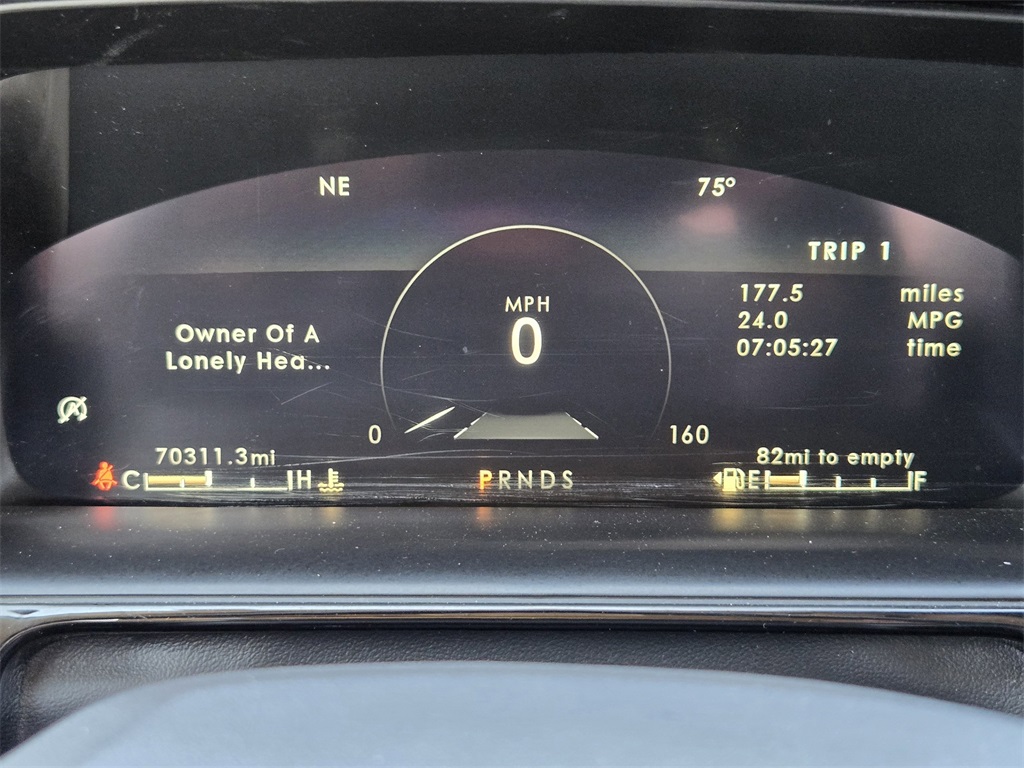 NE
75°
TRIP 1
177.5 miles
24.0 MPG
07:05:27 time
MPH
0
Owner Of A
Lonely Hea...
0
160
70311.3mi
82mi to empty
C H
PRNDS
E F